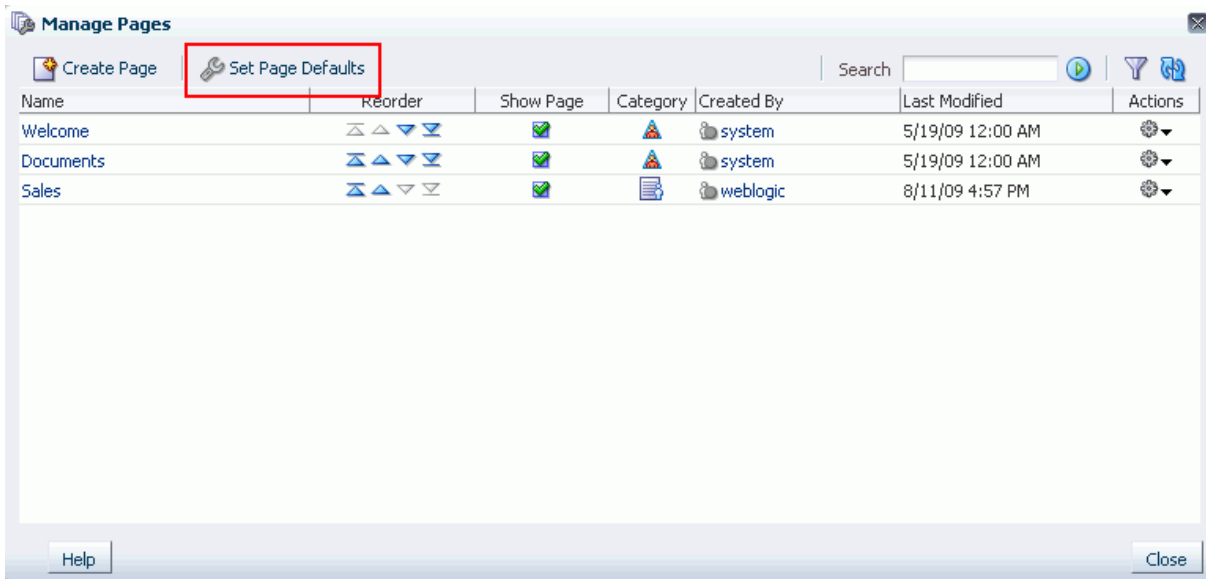 Manage Pages
Create Page Set Page Defaults Search
Name Reorder Show Page Category Created By Last Modified Actions
Welcome system 5/19/09 12:00 AM
Documents system 5/19/09 12:00 AM
Sales weblogic 8/11/09 4:57 PM
Help Close